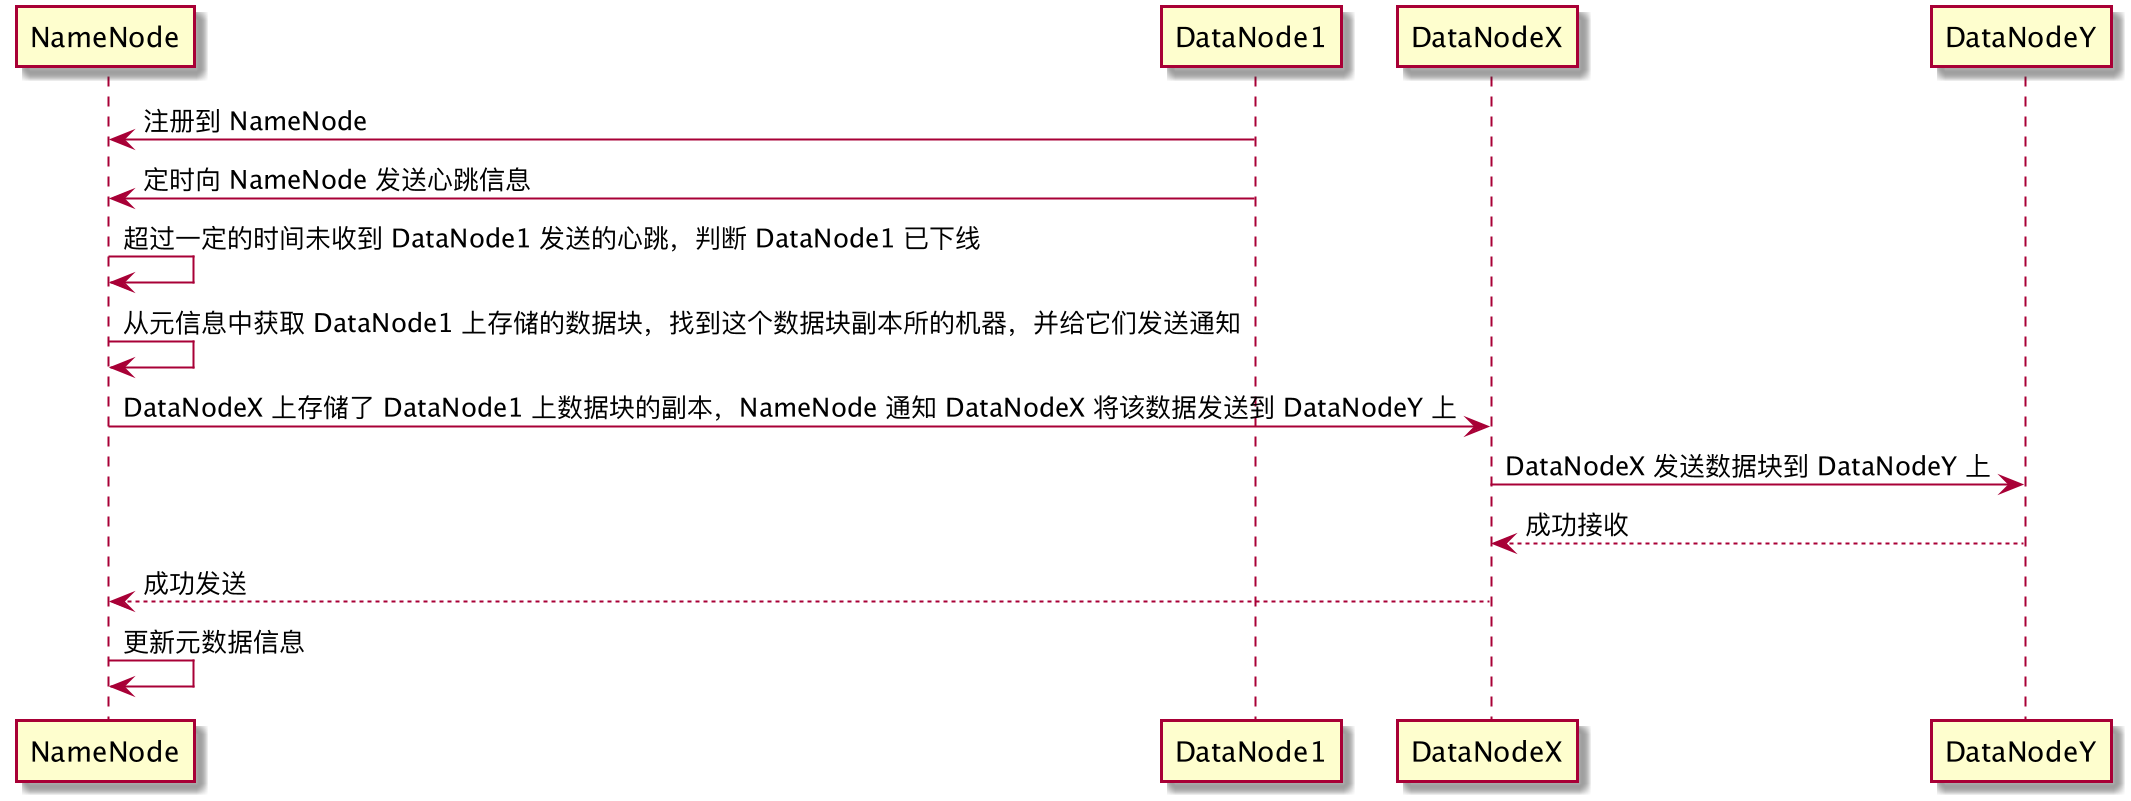 NameNode
DataNode1
DataNodeX
DataNodeY
注册到 NameNode
定时向 NameNode 发送心跳信息
超过一定的时间未收到 DataNode1 发送的心跳，判断 DataNode1 已下线
从元信息中获取 DataNode1 上存储的数据块，找到这个数据块副本所的机器，并给它们发送通知
DataNodeX 上存储了 DataNode1 上数据块的副本，NameNode 通知 DataNodeX 将该数据发送到 DataNodeY 上
DataNodeX 发送数据块到 DataNodeY 上
成功接收
成功发送
更新元数据信息
NameNode
DataNode1
DataNodeX
DataNodeY